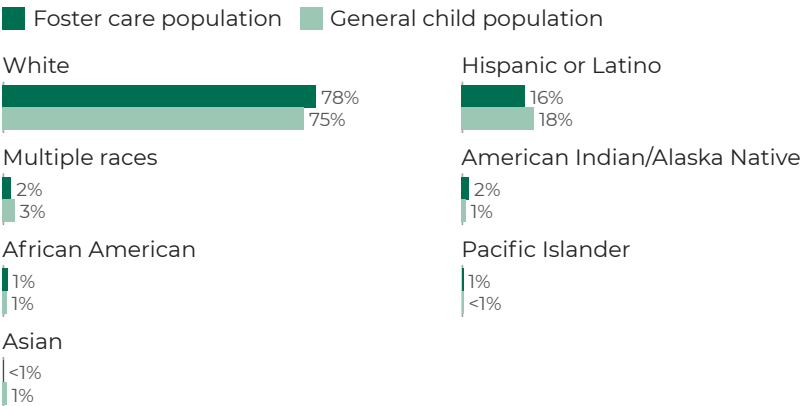 Foster care population
General child population
White
78%
75%
Hispanic or Latino
16%
18%
Multiple races
2%
3%
American Indian/Alaska Native
2%
1%
African American
1%
1%
Pacific Islander
1%
<1%
Asian
<1%
1%